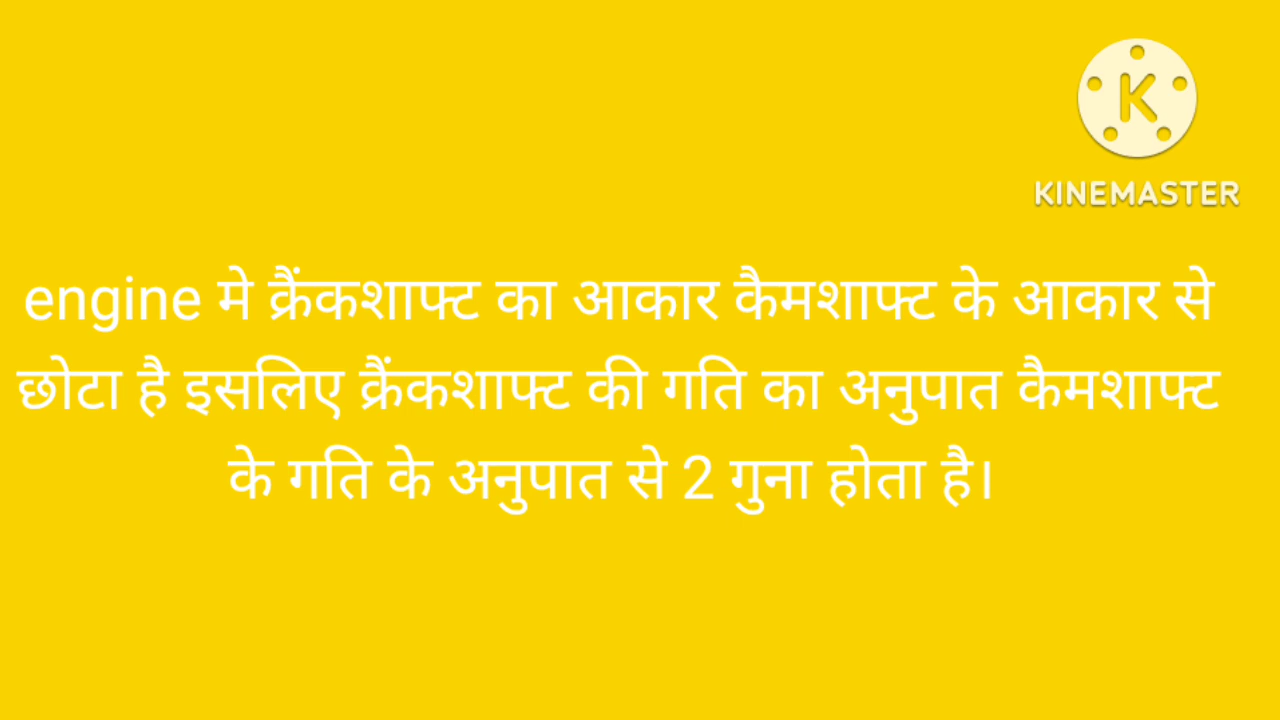 K
KINEMASTER
engine मे क्रैंकशाफ्ट का आकार कैमशाफ्ट के आकार से
छोटा है इसलिए क्रैंकशाफ्ट की गति का अनुपात कैमशाफ्ट
के गति के अनुपात से 2 गुना होता है।